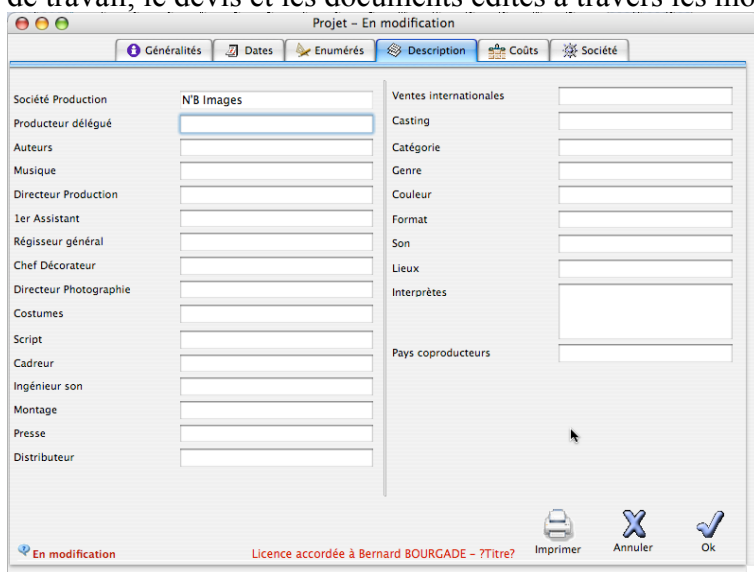 de travail, le devis et les documents édités à travers les mo
Projet – En modification
Généralités
Dates
Enumérés
Description
Coûts
Société
Société Production
N'B Images
Producteur délégué
Auteurs
Musique
Directeur Production
1er Assistant
Régisseur général
Chef Décorateur
Directeur Photographie
Costumes
Script
Cadreur
Ingénieur son
Montage
Presse
Distributeur
Ventes internationales
Casting
Catégorie
Genre
Couleur
Format
Son
Lieux
Interprètes
Pays coproducteurs
En modification
Licence accordée à Bernard BOURGADE – ?Titre?
Imprimer
Annuler
Ok